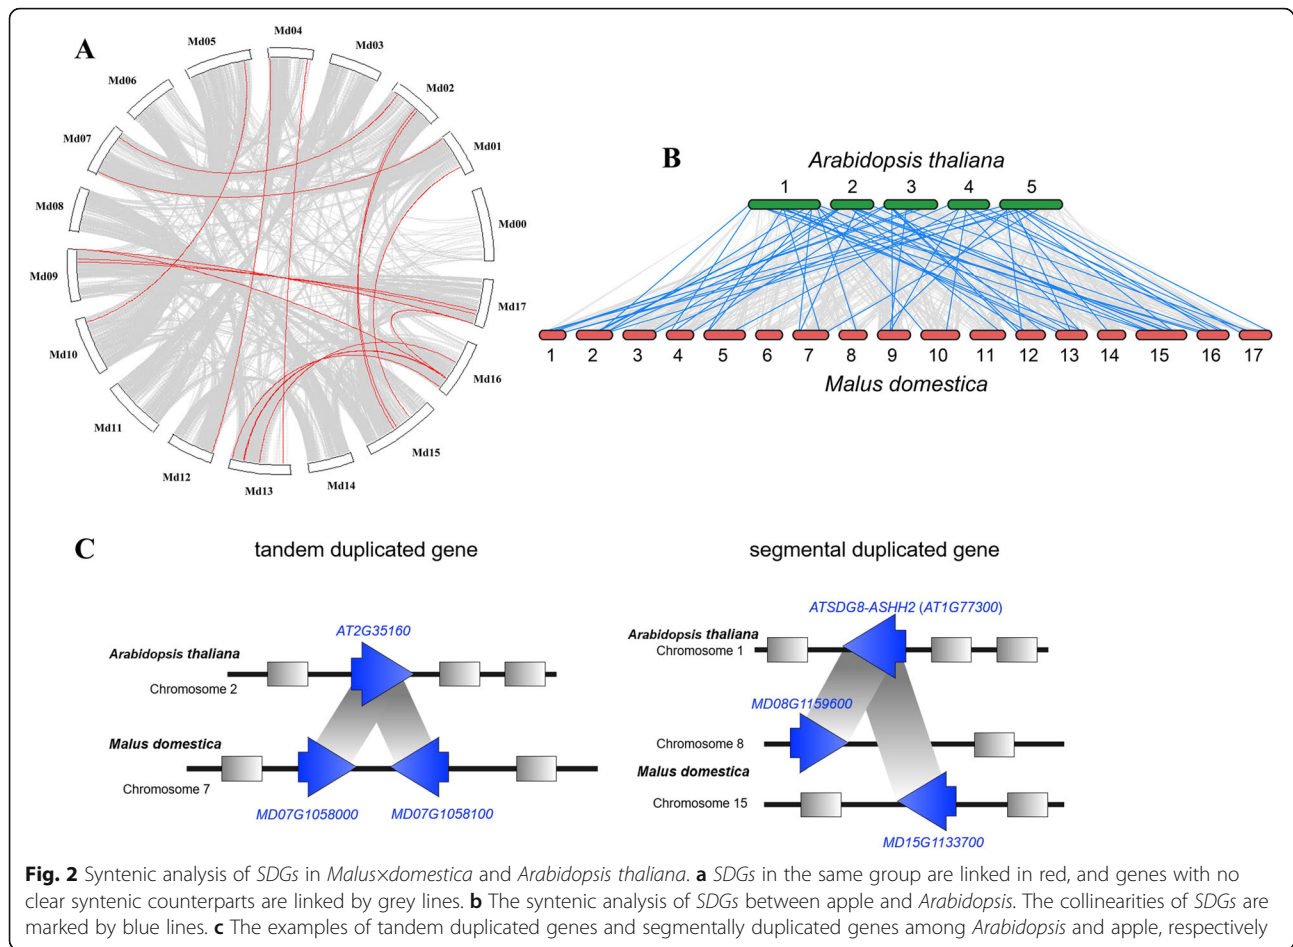 A
Md05
Md04
Md03
Md06
Md02
Md07
Md01
Md08
Md00
Md09
Md17
Md10
Md16
Md11
Md15
Md12
Md13
Md14
B
Arabidopsis thaliana
1 2 3 4 5
1 2 3 4 5 6 7 8 9 10 11 12 13 14 15 16 17
Malus domestica
C
tandem duplicated gene
AT2G35160
Arabidopsis thaliana
Chromosome 2
Malus domestica
Chromosome 7
MD07G1058000 MD07G1058100
segmental duplicated gene
ATSDG8-ASHH2 (AT1G77300)
Arabidopsis thaliana
Chromosome 1
MD08G1159600
Chromosome 8
Malus domestica
Chromosome 15
MD15G1133700
Fig. 2 Syntenic analysis of SDGs in Malus×domestica and Arabidopsis thaliana. a SDGs in the same group are linked in red, and genes with no
clear syntenic counterparts are linked by grey lines. b The syntenic analysis of SDGs between apple and Arabidopsis. The collinearities of SDGs are
marked by blue lines. c The examples of tandem duplicated genes and segmentally duplicated genes among Arabidopsis and apple, respectively